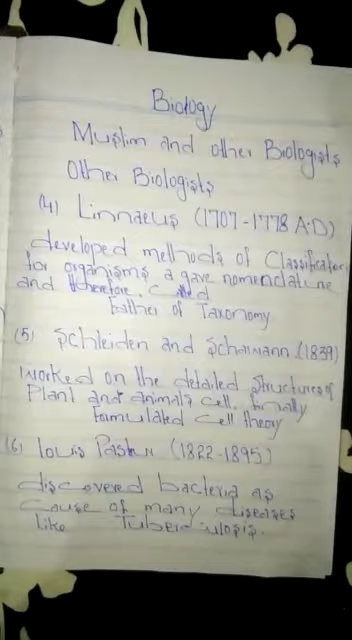 Biology
Muslim and other Biologists
Other Biologists
(4) Linnaeus (1707-1778 A.D)
developed methods of Classification
for organisms a gave nomenclature
and therefore. called
Father of Taxonomy
(5) Schleiden and Schawann (1839)
worked on the detailed structures of
Plant and animals cell. finally
Formulated cell theory
(6) louis Pastur (1822-1895)
discovered bacteria as
cause of many diseases
like Tuberculosis.